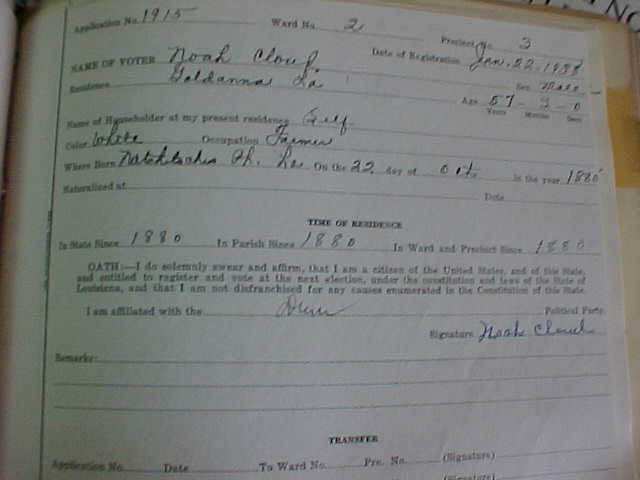 Application No. 1915 Ward No. 2 Precinct No. 3
NAME OF VOTER Noah Cloud Date of Registration Jan. 22-1938
Residence Goldanna La Sex Male
Age 57-3-0
Years Months Days
Name of Householder at my present residence Self
Color White Occupation Farmer
Where Born Natchitoches Ph. La On the 22 day of Oct. in the year 1880
Naturalized at Date
TIME OF RESIDENCE
In State Since 1880 In Parish Since 1880 In Ward and Precinct Since 1880
OATH:—I do solemnly swear and affirm, that I am a citizen of the United States, and of this State,
and entitled to register and vote at the next election, under the constitution and laws of the State of
Louisiana, and that I am not disfranchised for any causes enumerated in the Constitution of this State.
I am affiliated with the Dem Political Party
Signature Noah Cloud
Remarks:
TRANSFER
Application No. Date To Ward No. Pre. No. (Signature)
(Signature)